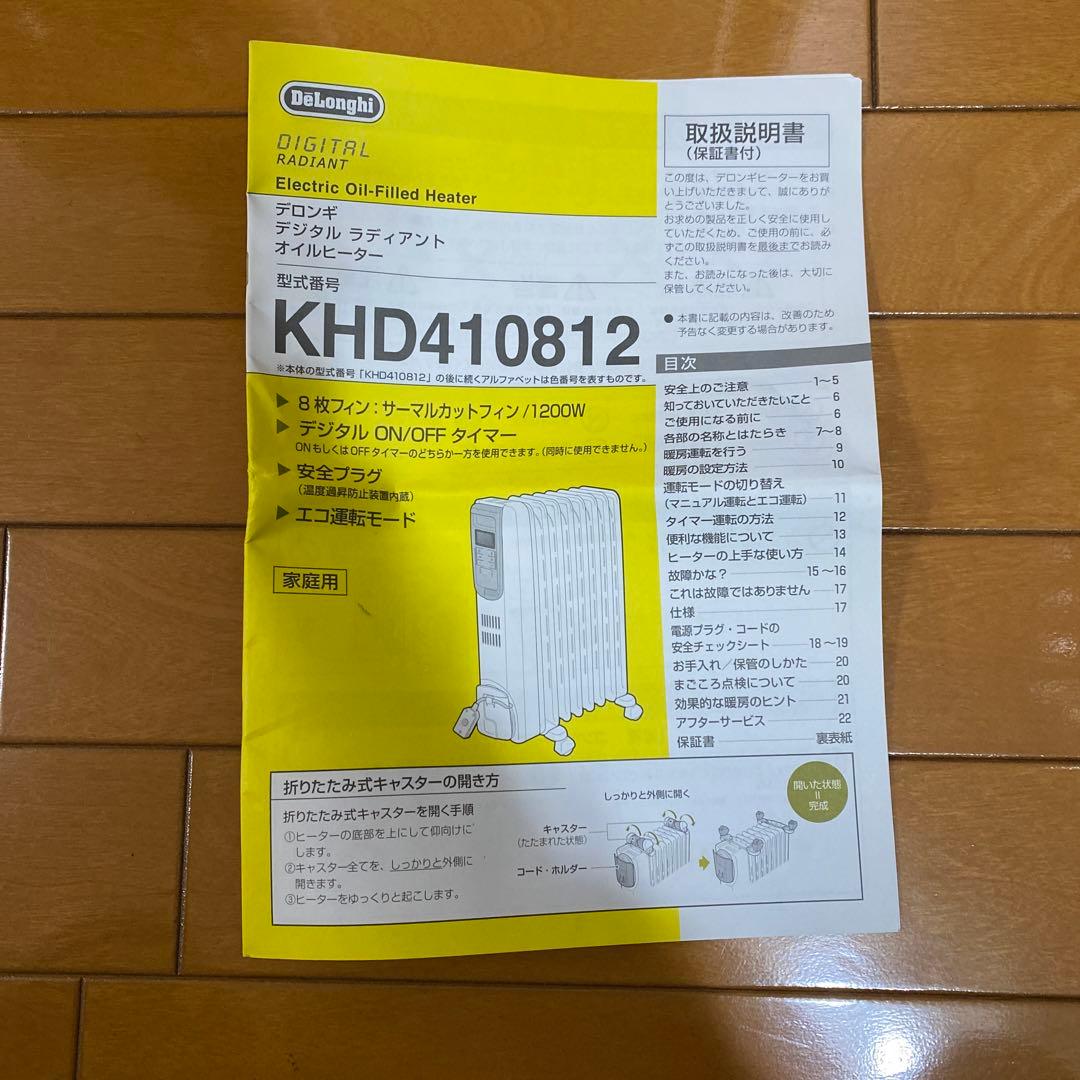 DeLonghi
DIGITAL
RADIANT
Electric Oil-Filled Heater
デロンギ
デジタル ラディアント
オイルヒーター
型式番号
KHD410812
※本体の型式番号「KHD410812」の後に続くアルファベットは色番号を表すものです。
▶ 8枚フィン：サーマルカットフィン/1200W
▶ デジタル ON/OFF タイマー
ONもしくはOFFタイマーのどちらか一方を使用できます。(同時に使用できません。)
▶ 安全プラグ
(温度過昇防止装置内蔵)
▶ エコ運転モード
家庭用
取扱説明書
(保証書付)
この度は、デロンギヒーターをお買
い上げいただきまして、誠にありが
とうございました。
お求めの製品を正しく安全に使用し
ていただくため、ご使用の前に、必
ずこの取扱説明書を最後までお読み
ください。
また、お読みになった後は、大切に
保管してください。
● 本書に記載の内容は、改善のため
予告なく変更する場合があります。
目次
安全上のご注意 1〜5
知っておいていただきたいこと 6
ご使用になる前に 6
各部の名称とはたらき 7〜8
暖房運転を行う 9
暖房の設定方法 10
運転モードの切り替え
(マニュアル運転とエコ運転) 11
タイマー運転の方法 12
便利な機能について 13
ヒーターの上手な使い方 14
故障かな？ 15〜16
これは故障ではありません 17
仕様 17
電源プラグ・コードの
安全チェックシート 18〜19
お手入れ／保管のしかた 20
まごころ点検について 20
効果的な暖房のヒント 21
アフターサービス 22
保証書 裏表紙
折りたたみ式キャスターの開き方
折りたたみ式キャスターを開く手順
①ヒーターの底部を上にして仰向けに
します。
②キャスター全てを、しっかりと外側に
開きます。
③ヒーターをゆっくりと起こします。
しっかりと外側に開く
キャスター
(たたまれた状態)
コード・ホルダー
開いた状態
＝
完成